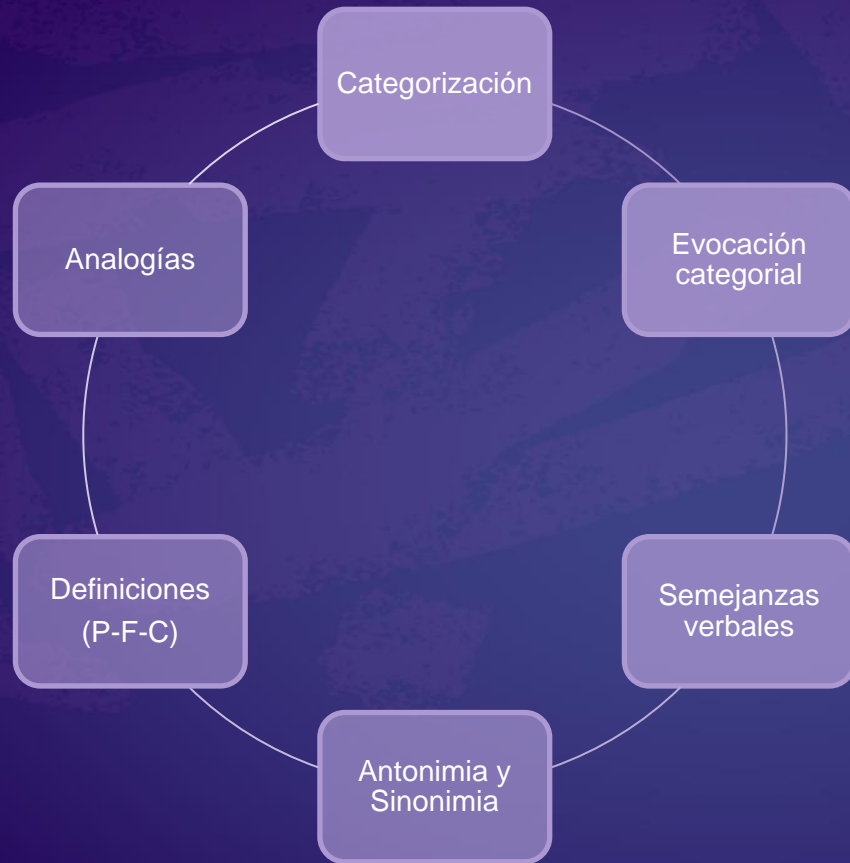 Categorización
Evocación
categorial
Semejanzas
verbales
Antonimia y
Sinonimia
Definiciones
(P-F-C)
Analogías